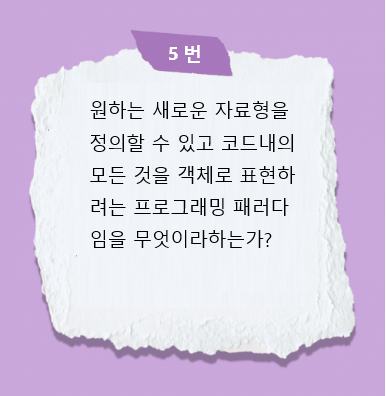 5 번
원하는 새로운 자료형을
정의할 수 있고 코드내의
모든 것을 객체로 표현하
려는 프로그래밍 패러다
임을 무엇이라하는가?